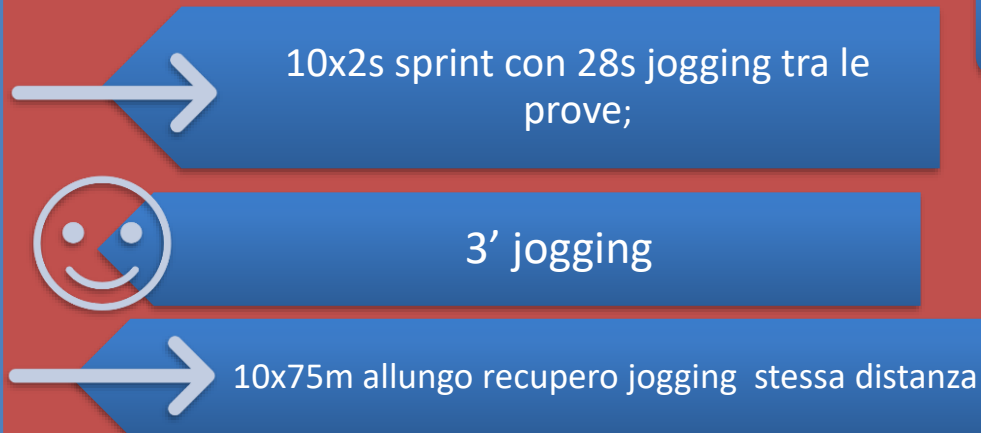 10x2s sprint con 28s jogging tra le
prove;
3’ jogging
10x75m allungo recupero jogging  stessa distanza